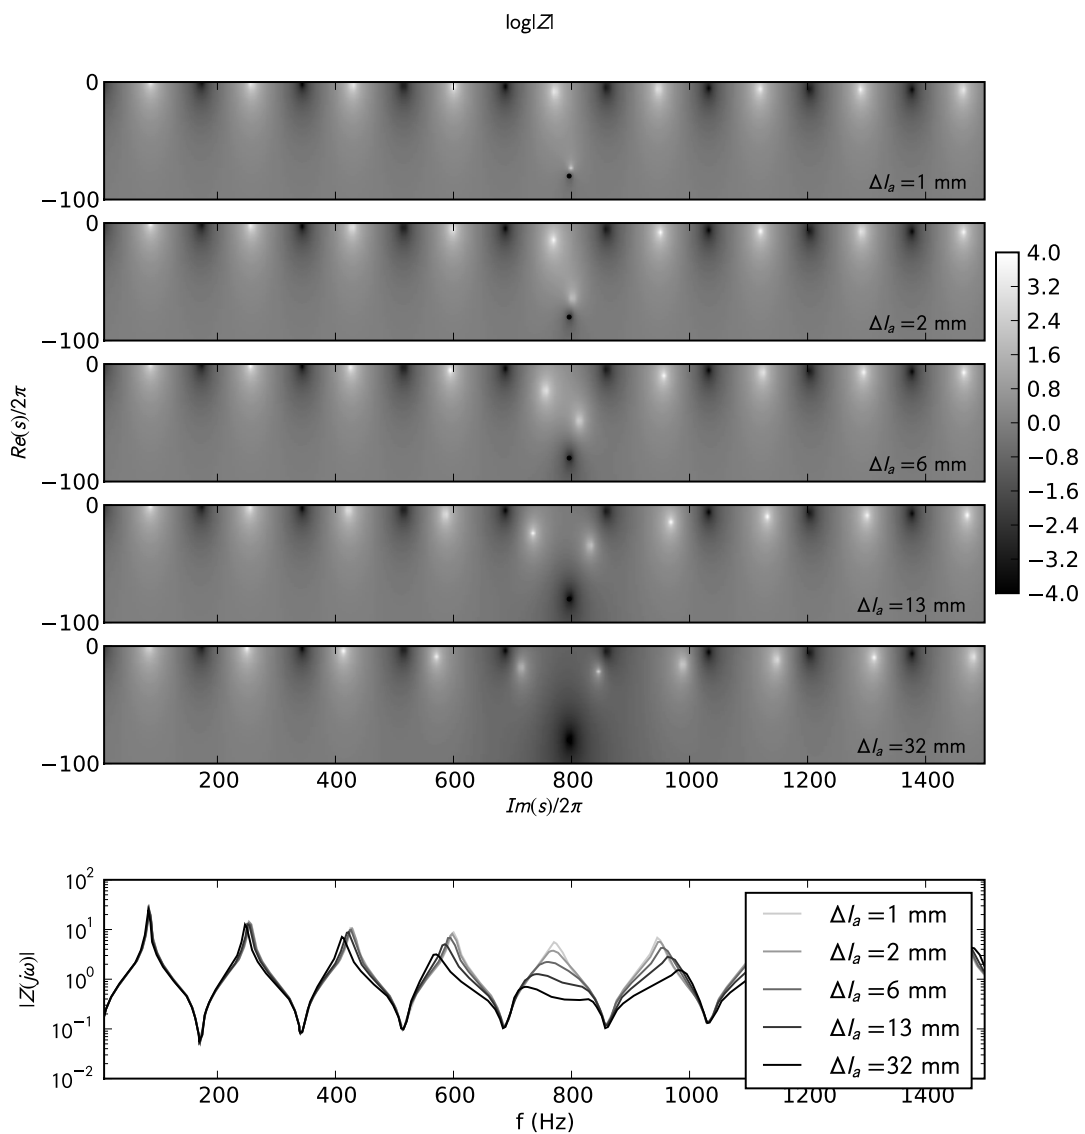 log|Z|
0
−100
Δl_a=1 mm
0
−100
Δl_a=2 mm
0
−100
Δl_a=6 mm
0
−100
Δl_a=13 mm
0
−100
Δl_a=32 mm
200 400 600 800 1000 1200 1400
Im(s)/2π
Re(s)/2π
4.0
3.2
2.4
1.6
0.8
0.0
−0.8
−1.6
−2.4
−3.2
−4.0
10^2
10^1
10^0
10^−1
10^−2
|Z(jω)|
Δl_a=1 mm
Δl_a=2 mm
Δl_a=6 mm
Δl_a=13 mm
Δl_a=32 mm
200 400 600 800 1000 1200 1400
f (Hz)